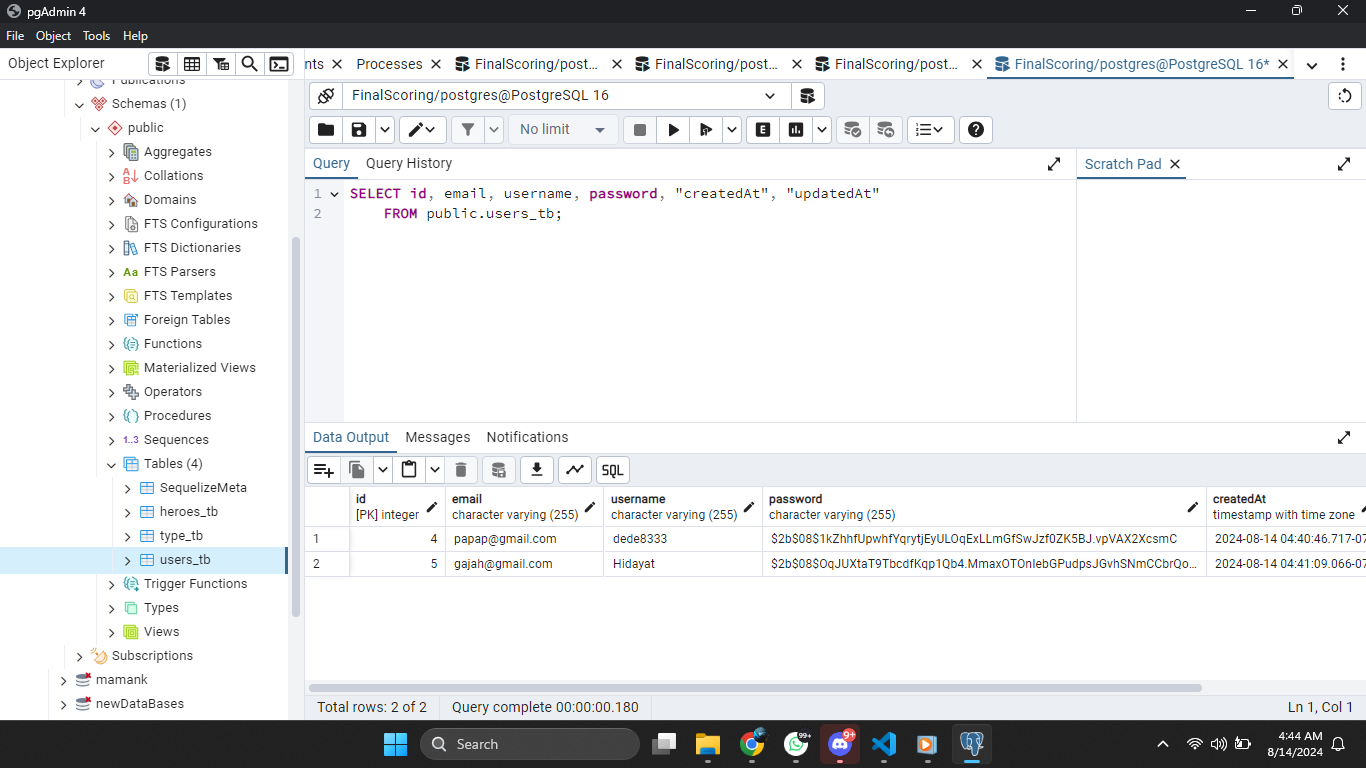 pgAdmin 4
File Object Tools Help
Object Explorer
nts Processes FinalScoring/post... FinalScoring/post... FinalScoring/post... FinalScoring/postgres@PostgreSQL 16*
Publications
Schemas (1)
public
Aggregates
Collations
Domains
FTS Configurations
FTS Dictionaries
Aa FTS Parsers
FTS Templates
Foreign Tables
Functions
Materialized Views
Operators
Procedures
1..3 Sequences
Tables (4)
SequelizeMeta
heroes_tb
type_tb
users_tb
Trigger Functions
Types
Views
Subscriptions
mamank
newDataBases
FinalScoring/postgres@PostgreSQL 16
No limit
E
Query Query History
Scratch Pad
1 SELECT id, email, username, password, "createdAt", "updatedAt"
2 FROM public.users_tb;
Data Output Messages Notifications
SQL
id email username password createdAt
[PK] integer character varying (255) character varying (255) character varying (255) timestamp with time zone
1 4 papap@gmail.com dede8333 $2b$08$1kZhhfUpwhfYqrytjEyULOqExLLmGfSwJzf0ZK5BJ.vpVAX2XcsmC 2024-08-14 04:40:46.717-07
2 5 gajah@gmail.com Hidayat $2b$08$OqJUXtaT9TbcdfKqp1Qb4.MmaxOTOnIebGPudpsJGvhSNmCCbrQo... 2024-08-14 04:41:09.066-07
Total rows: 2 of 2 Query complete 00:00:00.180 Ln 1, Col 1
Search
99+
9+
4:44 AM
8/14/2024